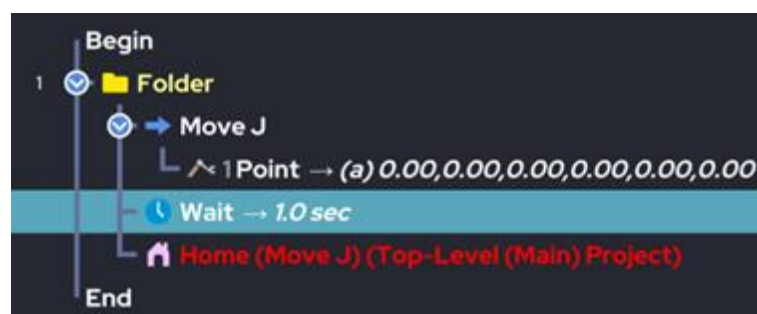 Begin
1 Folder
Move J
1 Point → (a) 0.00,0.00,0.00,0.00,0.00,0.00
Wait → 1.0 sec
Home (Move J) (Top-Level (Main) Project)
End